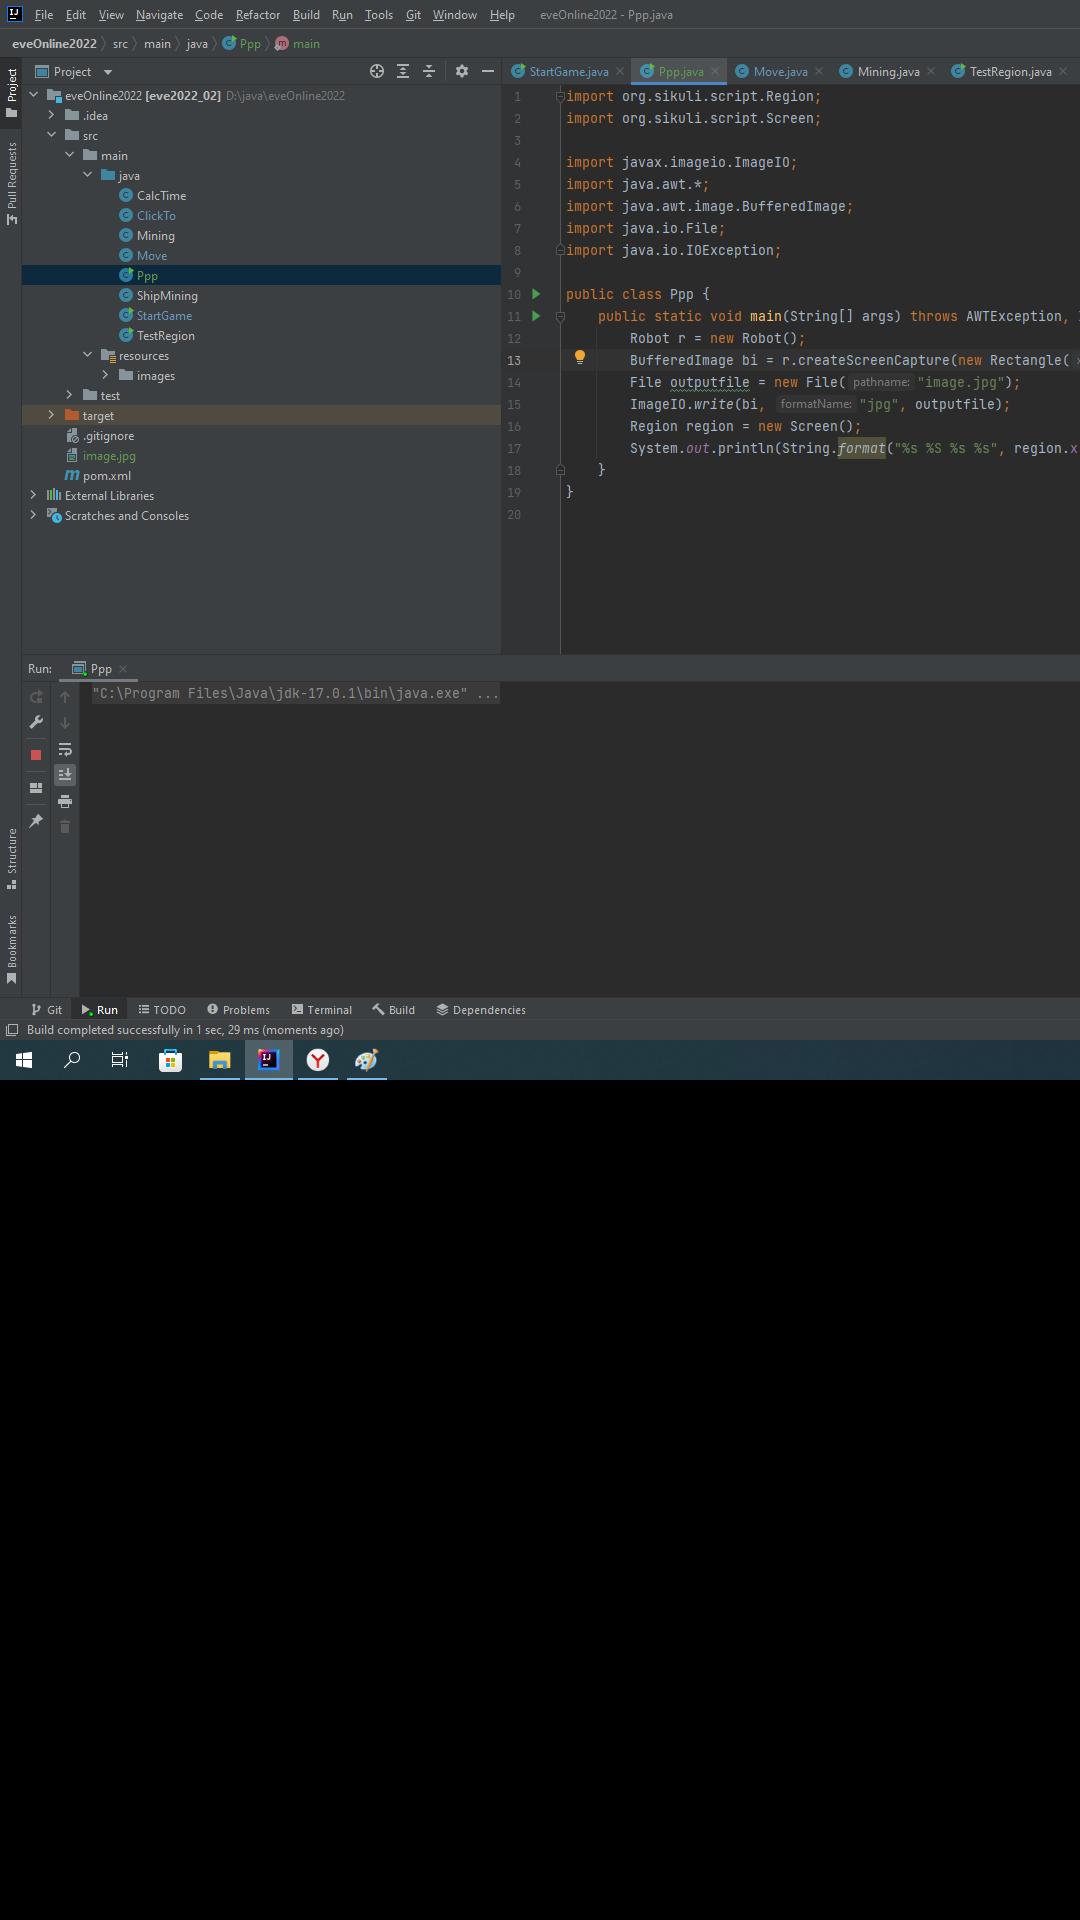 File Edit View Navigate Code Refactor Build Run Tools Git Window Help eveOnline2022 - Ppp.java
eveOnline2022 src main java Ppp main
Project
StartGame.java Ppp.java Move.java Mining.java TestRegion.java
Project
Pull Requests
eveOnline2022 [eve2022_02] D:\java\eveOnline2022
.idea
src
main
java
CalcTime
ClickTo
Mining
Move
Ppp
ShipMining
StartGame
TestRegion
resources
images
test
target
.gitignore
image.jpg
pom.xml
External Libraries
Scratches and Consoles
1 import org.sikuli.script.Region;
2 import org.sikuli.script.Screen;
3
4 import javax.imageio.ImageIO;
5 import java.awt.*;
6 import java.awt.image.BufferedImage;
7 import java.io.File;
8 import java.io.IOException;
9
10 public class Ppp {
11 public static void main(String[] args) throws AWTException,
12 Robot r = new Robot();
13 BufferedImage bi = r.createScreenCapture(new Rectangle(
14 File outputfile = new File( pathname: "image.jpg");
15 ImageIO.write(bi, formatName: "jpg", outputfile);
16 Region region = new Screen();
17 System.out.println(String.format("%s %S %s %s", region.x
18 }
19 }
20
Run: Ppp
"C:\Program Files\Java\jdk-17.0.1\bin\java.exe" ...
Structure
Bookmarks
Git Run TODO Problems Terminal Build Dependencies
Build completed successfully in 1 sec, 29 ms (moments ago)